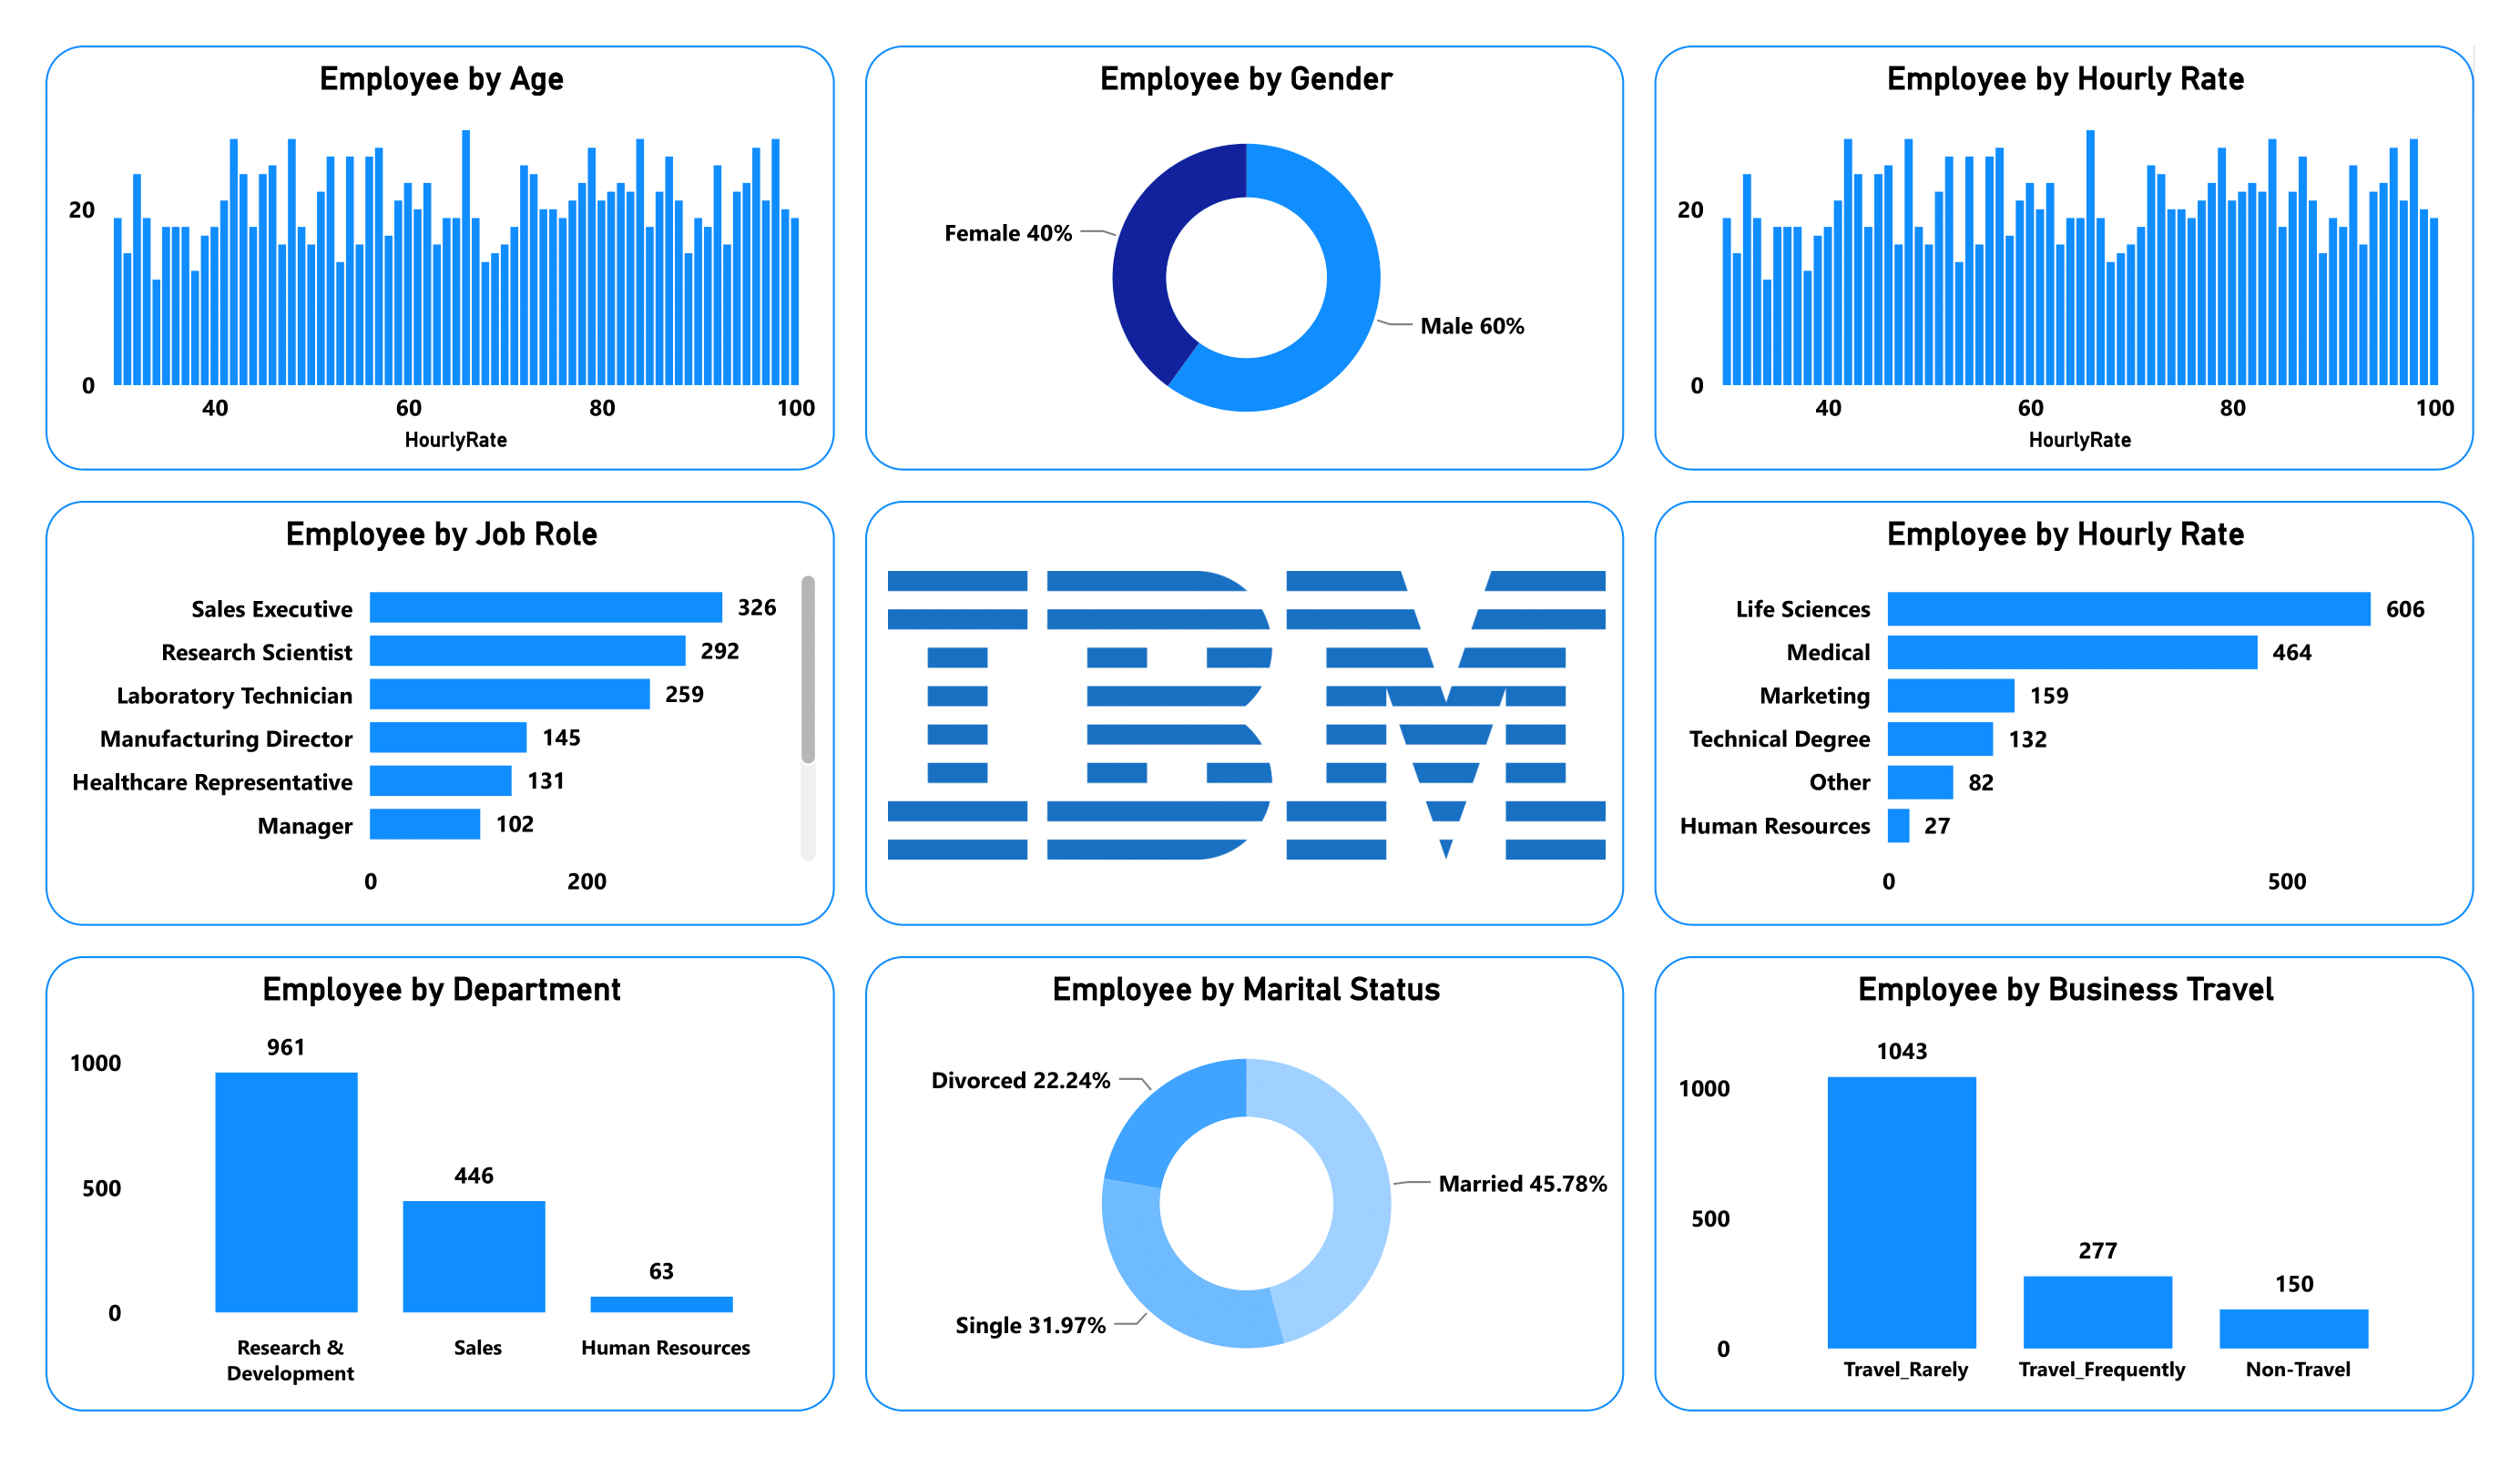 Employee by Age
20
0
40 60 80 100
HourlyRate
Employee by Gender
Female 40%
Male 60%
Employee by Hourly Rate
20
0
40 60 80 100
HourlyRate
Employee by Job Role
Sales Executive 326
Research Scientist 292
Laboratory Technician 259
Manufacturing Director 145
Healthcare Representative 131
Manager 102
0 200
IBM
Employee by Hourly Rate
Life Sciences 606
Medical 464
Marketing 159
Technical Degree 132
Other 82
Human Resources 27
0 500
Employee by Department
961
1000
446
500
63
0
Research &
Development
Sales
Human Resources
Employee by Marital Status
Divorced 22.24%
Married 45.78%
Single 31.97%
Employee by Business Travel
1043
1000
500
277
150
0
Travel_Rarely Travel_Frequently Non-Travel